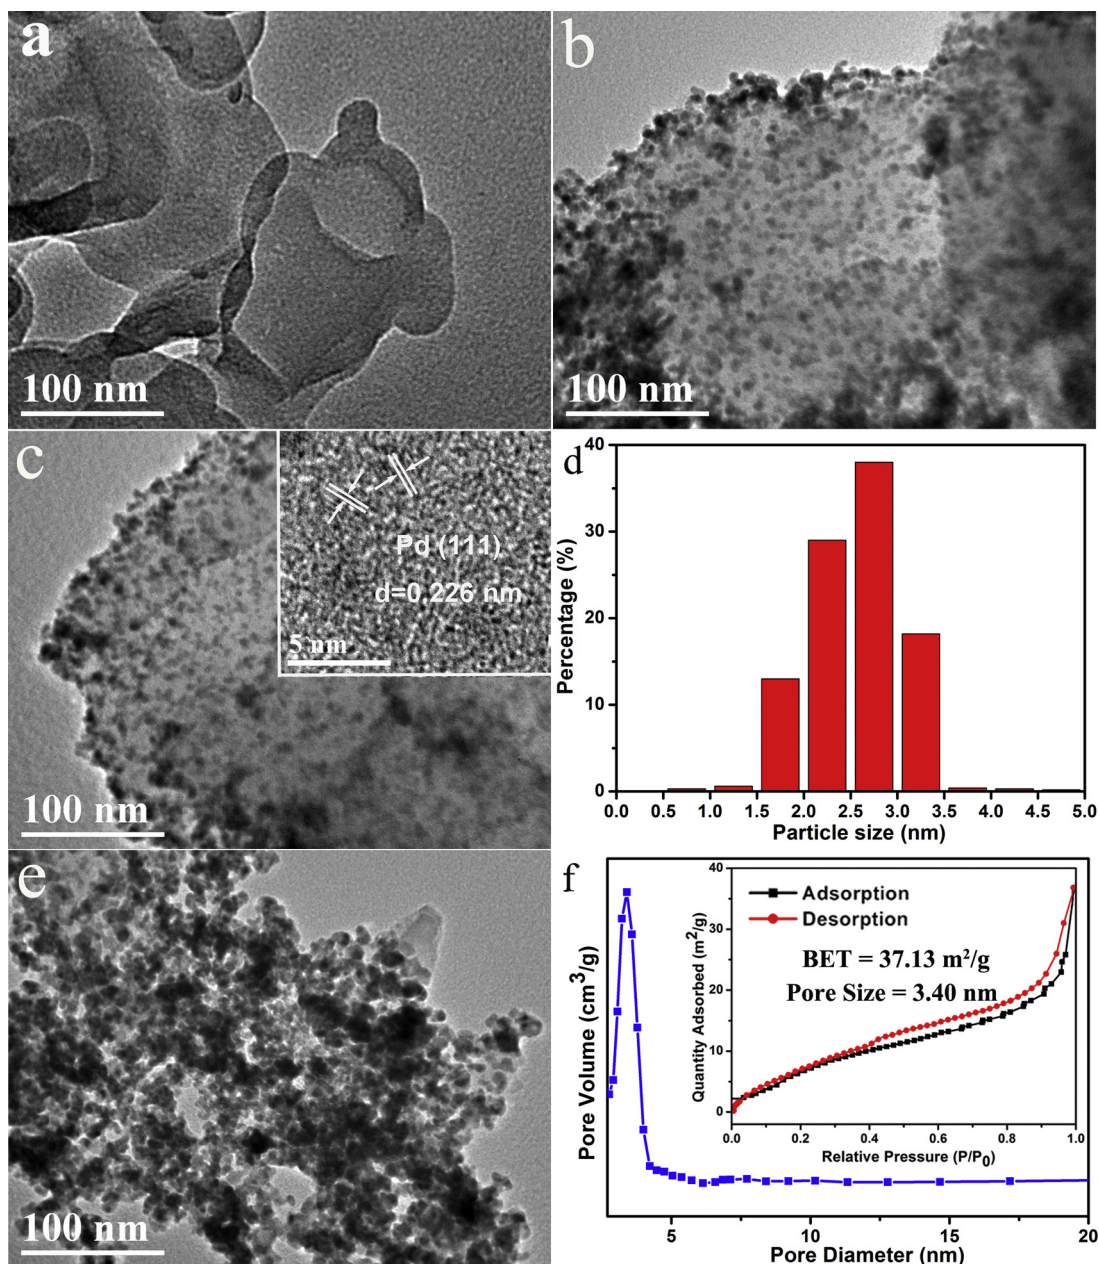 a
100 nm
b
100 nm
c
Pd (111)
d=0.226 nm
5 nm
100 nm
d
Percentage (%)
40
30
20
10
0
0.0 0.5 1.0 1.5 2.0 2.5 3.0 3.5 4.0 4.5 5.0
Particle size (nm)
e
100 nm
f
Pore Volume (cm³/g)
5 10 15 20
Pore Diameter (nm)
Quantity Adsorbed (m²/g)
40
30
20
10
0
Adsorption
Desorption
BET = 37.13 m²/g
Pore Size = 3.40 nm
0.0 0.2 0.4 0.6 0.8 1.0
Relative Pressure (P/P₀)